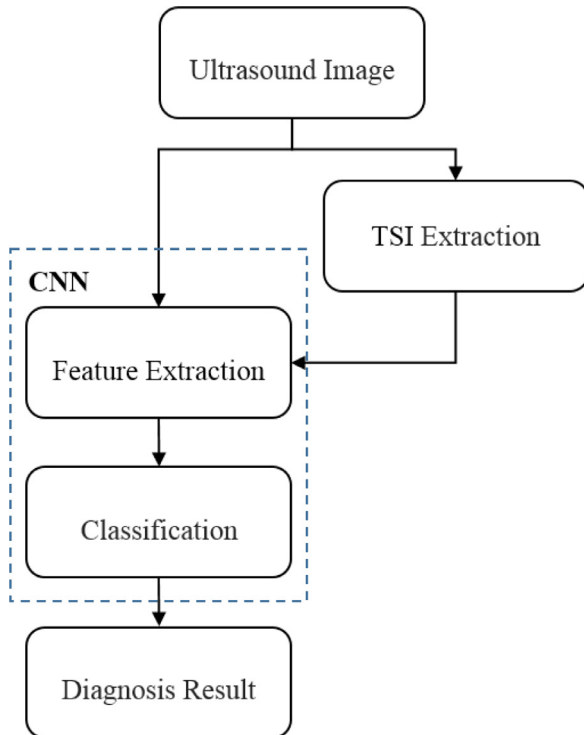 Ultrasound Image
TSI Extraction
CNN
Feature Extraction
Classification
Diagnosis Result